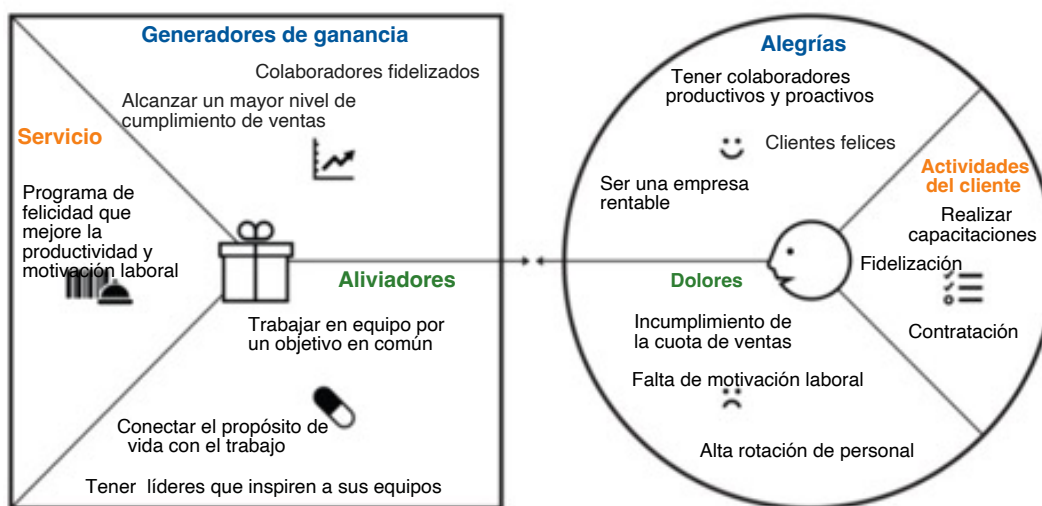 Generadores de ganancia
Colaboradores fidelizados
Alcanzar un mayor nivel de
cumplimiento de ventas
Servicio
Programa de
felicidad que
mejore la
productividad y
motivación laboral
Aliviadores
Trabajar en equipo por
un objetivo en común
Conectar el propósito de
vida con el trabajo
Tener líderes que inspiren a sus equipos
Alegrías
Tener colaboradores
productivos y proactivos
Clientes felices
Ser una empresa
rentable
Actividades
del cliente
Realizar
capacitaciones
Fidelización
Contratación
Dolores
Incumplimiento de
la cuota de ventas
Falta de motivación laboral
Alta rotación de personal